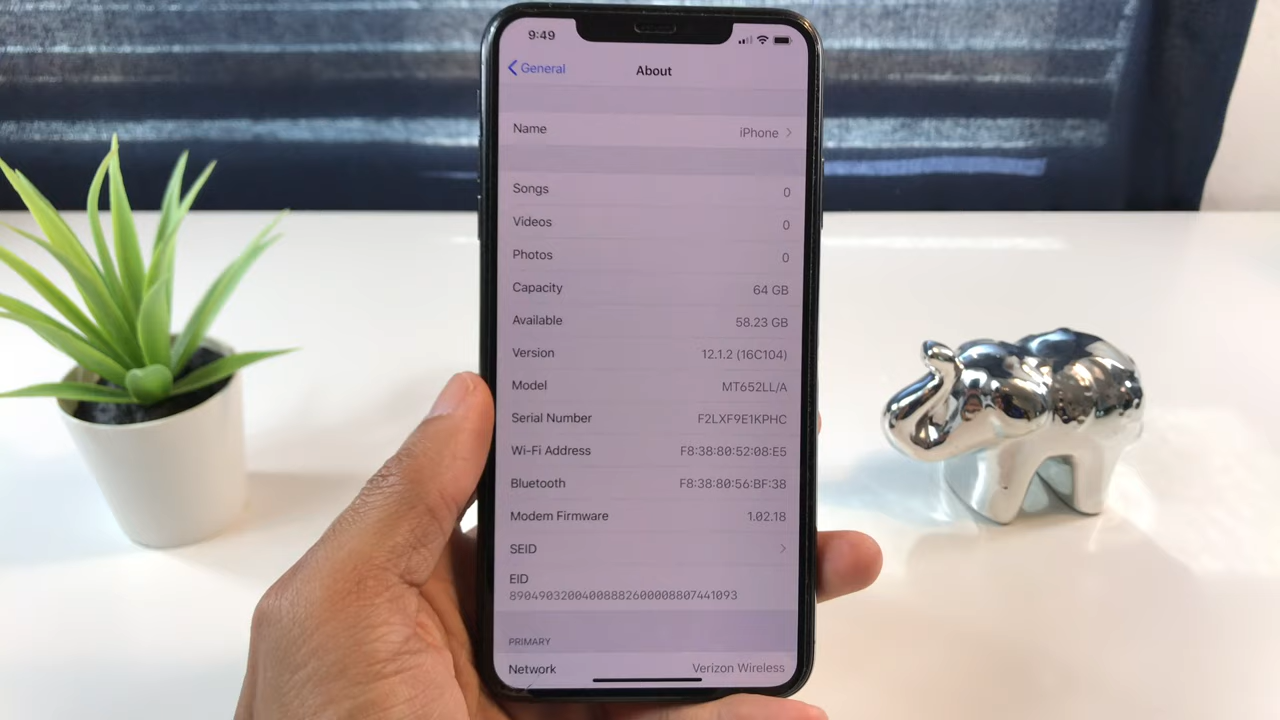 9:49
General
About
Name iPhone
Songs 0
Videos 0
Photos 0
Capacity 64 GB
Available 58.23 GB
Version 12.1.2 (16C104)
Model MT652LL/A
Serial Number F2LXF9E1KPHC
Wi-Fi Address F8:38:80:52:08:E5
Bluetooth F8:38:80:56:BF:38
Modem Firmware 1.02.18
SEID
EID
89049032004008882600008807441093
PRIMARY
Network Verizon Wireless